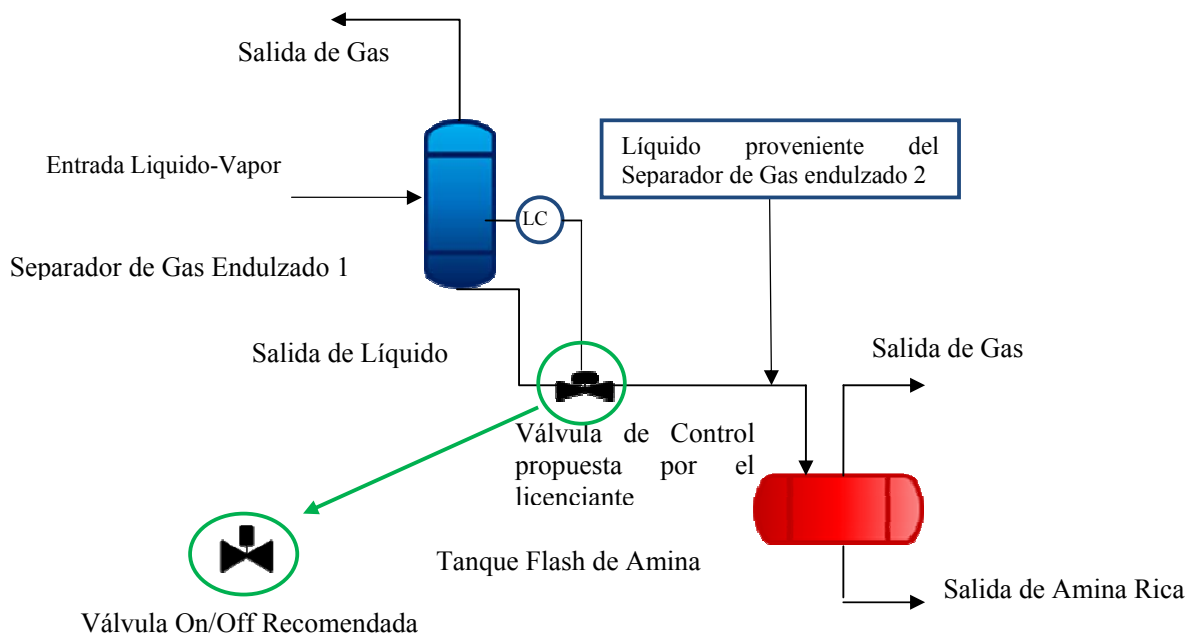 Salida de Gas
Líquido proveniente del
Separador de Gas endulzado 2
Entrada Liquido-Vapor
LC
Separador de Gas Endulzado 1
Salida de Líquido
Salida de Gas
Válvula de Control
propuesta por el
licenciante
Tanque Flash de Amina
Salida de Amina Rica
Válvula On/Off Recomendada